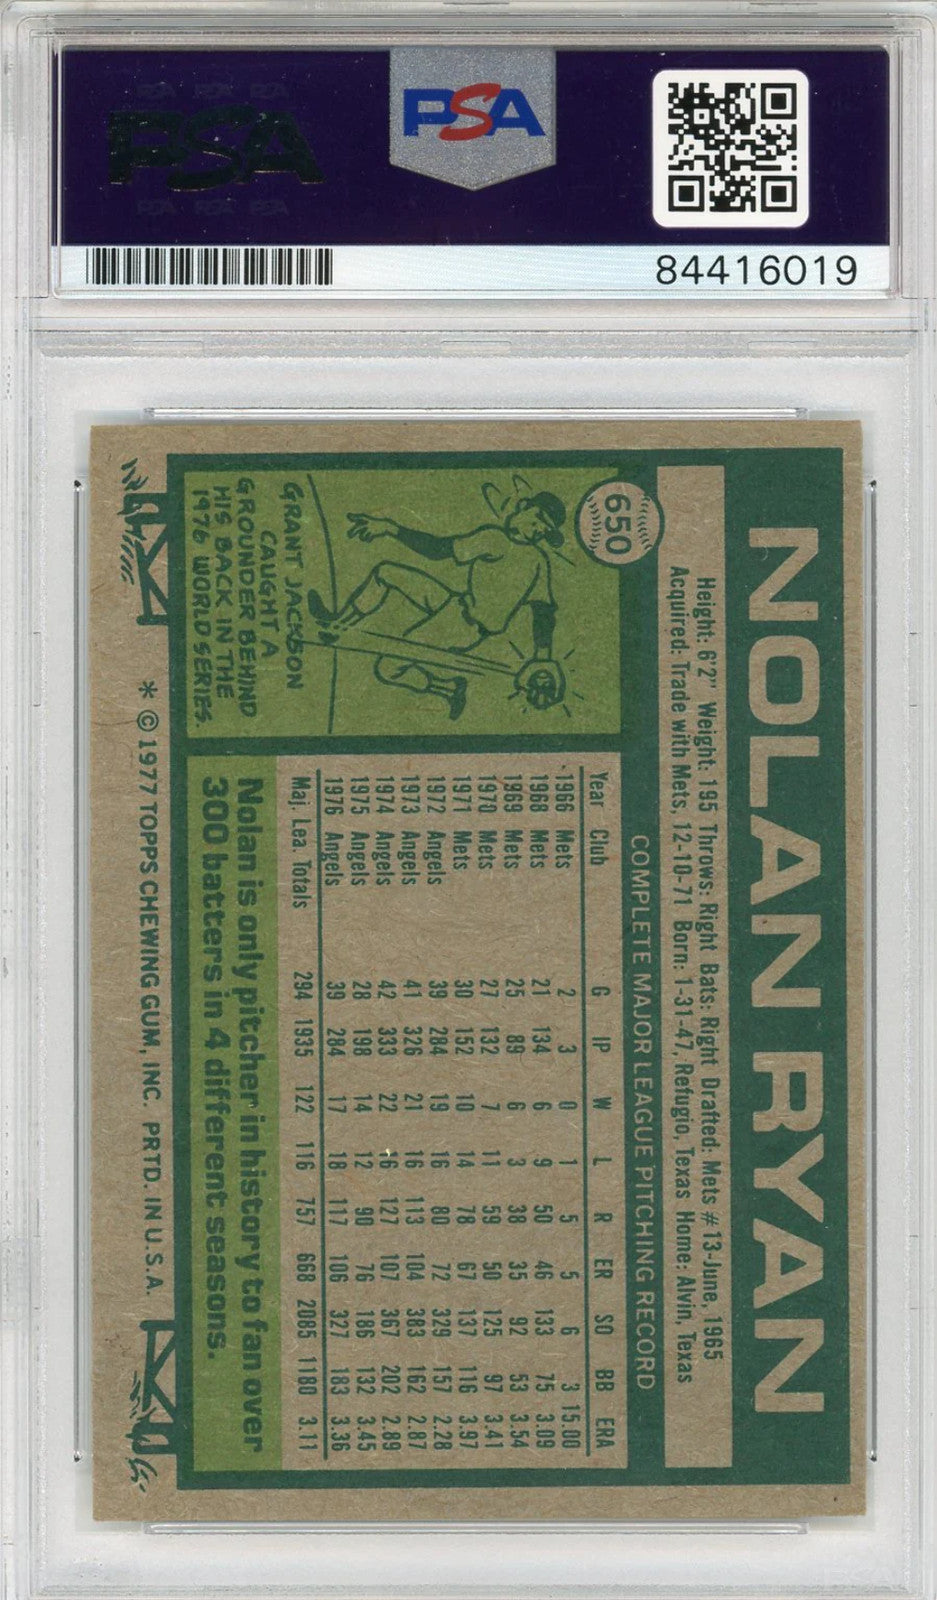 PSA PSA PSA
PSA
PSA PSA PSA
PSA
84416019
NOLAN RYAN
Height: 6'2" Weight: 195 Throws: Right Bats: Right Drafted: Mets #13-June, 1965
Acquired: Trade with Mets, 12-10-71 Born: 1-31-47, Refugio, Texas Home: Alvin, Texas
650
COMPLETE MAJOR LEAGUE PITCHING RECORD
Year Club G IP W L R ER SO BB ERA
1966 Mets 2 3 0 1 5 5 6 3 15.00
1968 Mets 21 134 6 9 50 46 133 75 3.09
1969 Mets 25 89 6 3 38 35 92 53 3.54
1970 Mets 27 132 7 11 59 50 125 97 3.41
1971 Mets 30 152 10 14 78 67 137 116 3.97
1972 Angels 39 284 19 16 80 72 329 157 2.28
1973 Angels 41 326 21 16 113 104 383 162 2.87
1974 Angels 42 333 22 16 127 107 367 202 2.89
1975 Angels 28 198 14 12 90 76 186 132 3.45
1976 Angels 39 284 17 18 117 106 327 183 3.36
Maj. Lea. Totals 294 1935 122 116 757 668 2085 1180 3.11
GRANT JACKSON
CAUGHT A
GROUNDER BEHIND
HIS BACK IN THE
1976 WORLD SERIES.
Nolan is only pitcher in history to fan over
300 batters in 4 different seasons.
* © 1977 TOPPS CHEWING GUM, INC. PRTD. IN U.S.A.